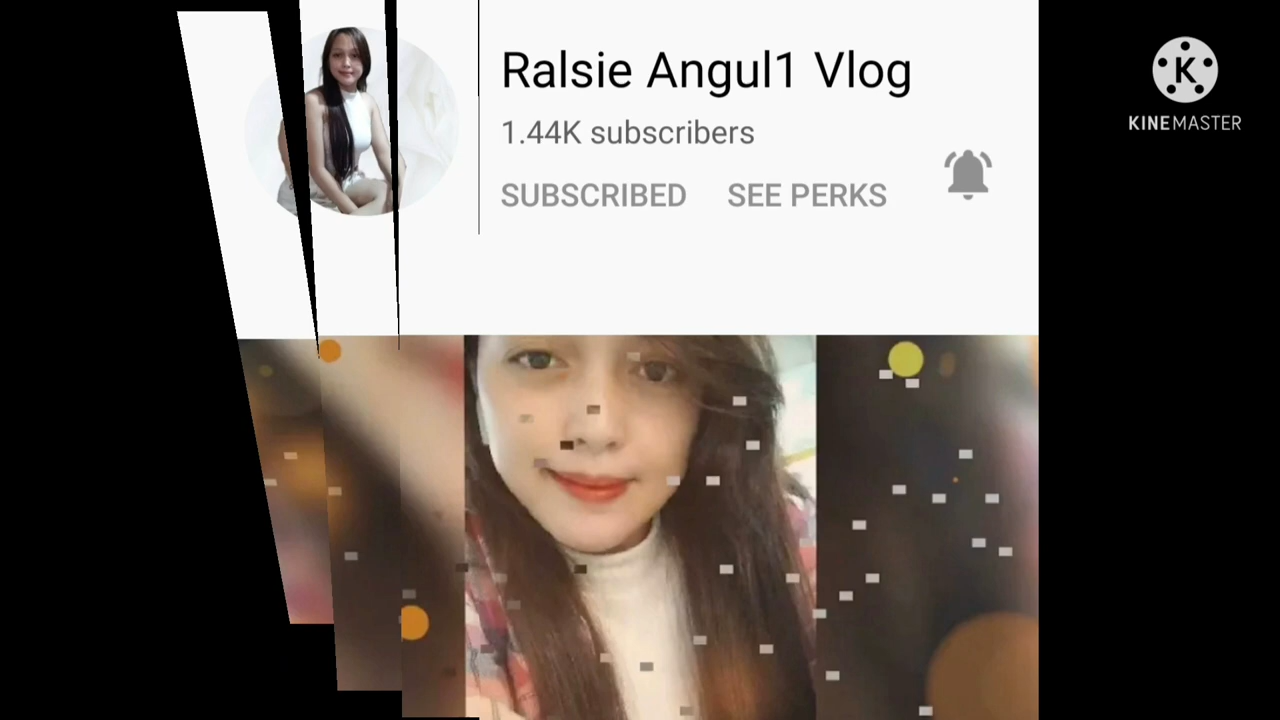 Ralsie Angul1 Vlog
1.44K subscribers
SUBSCRIBED SEE PERKS
K
KINEMASTER